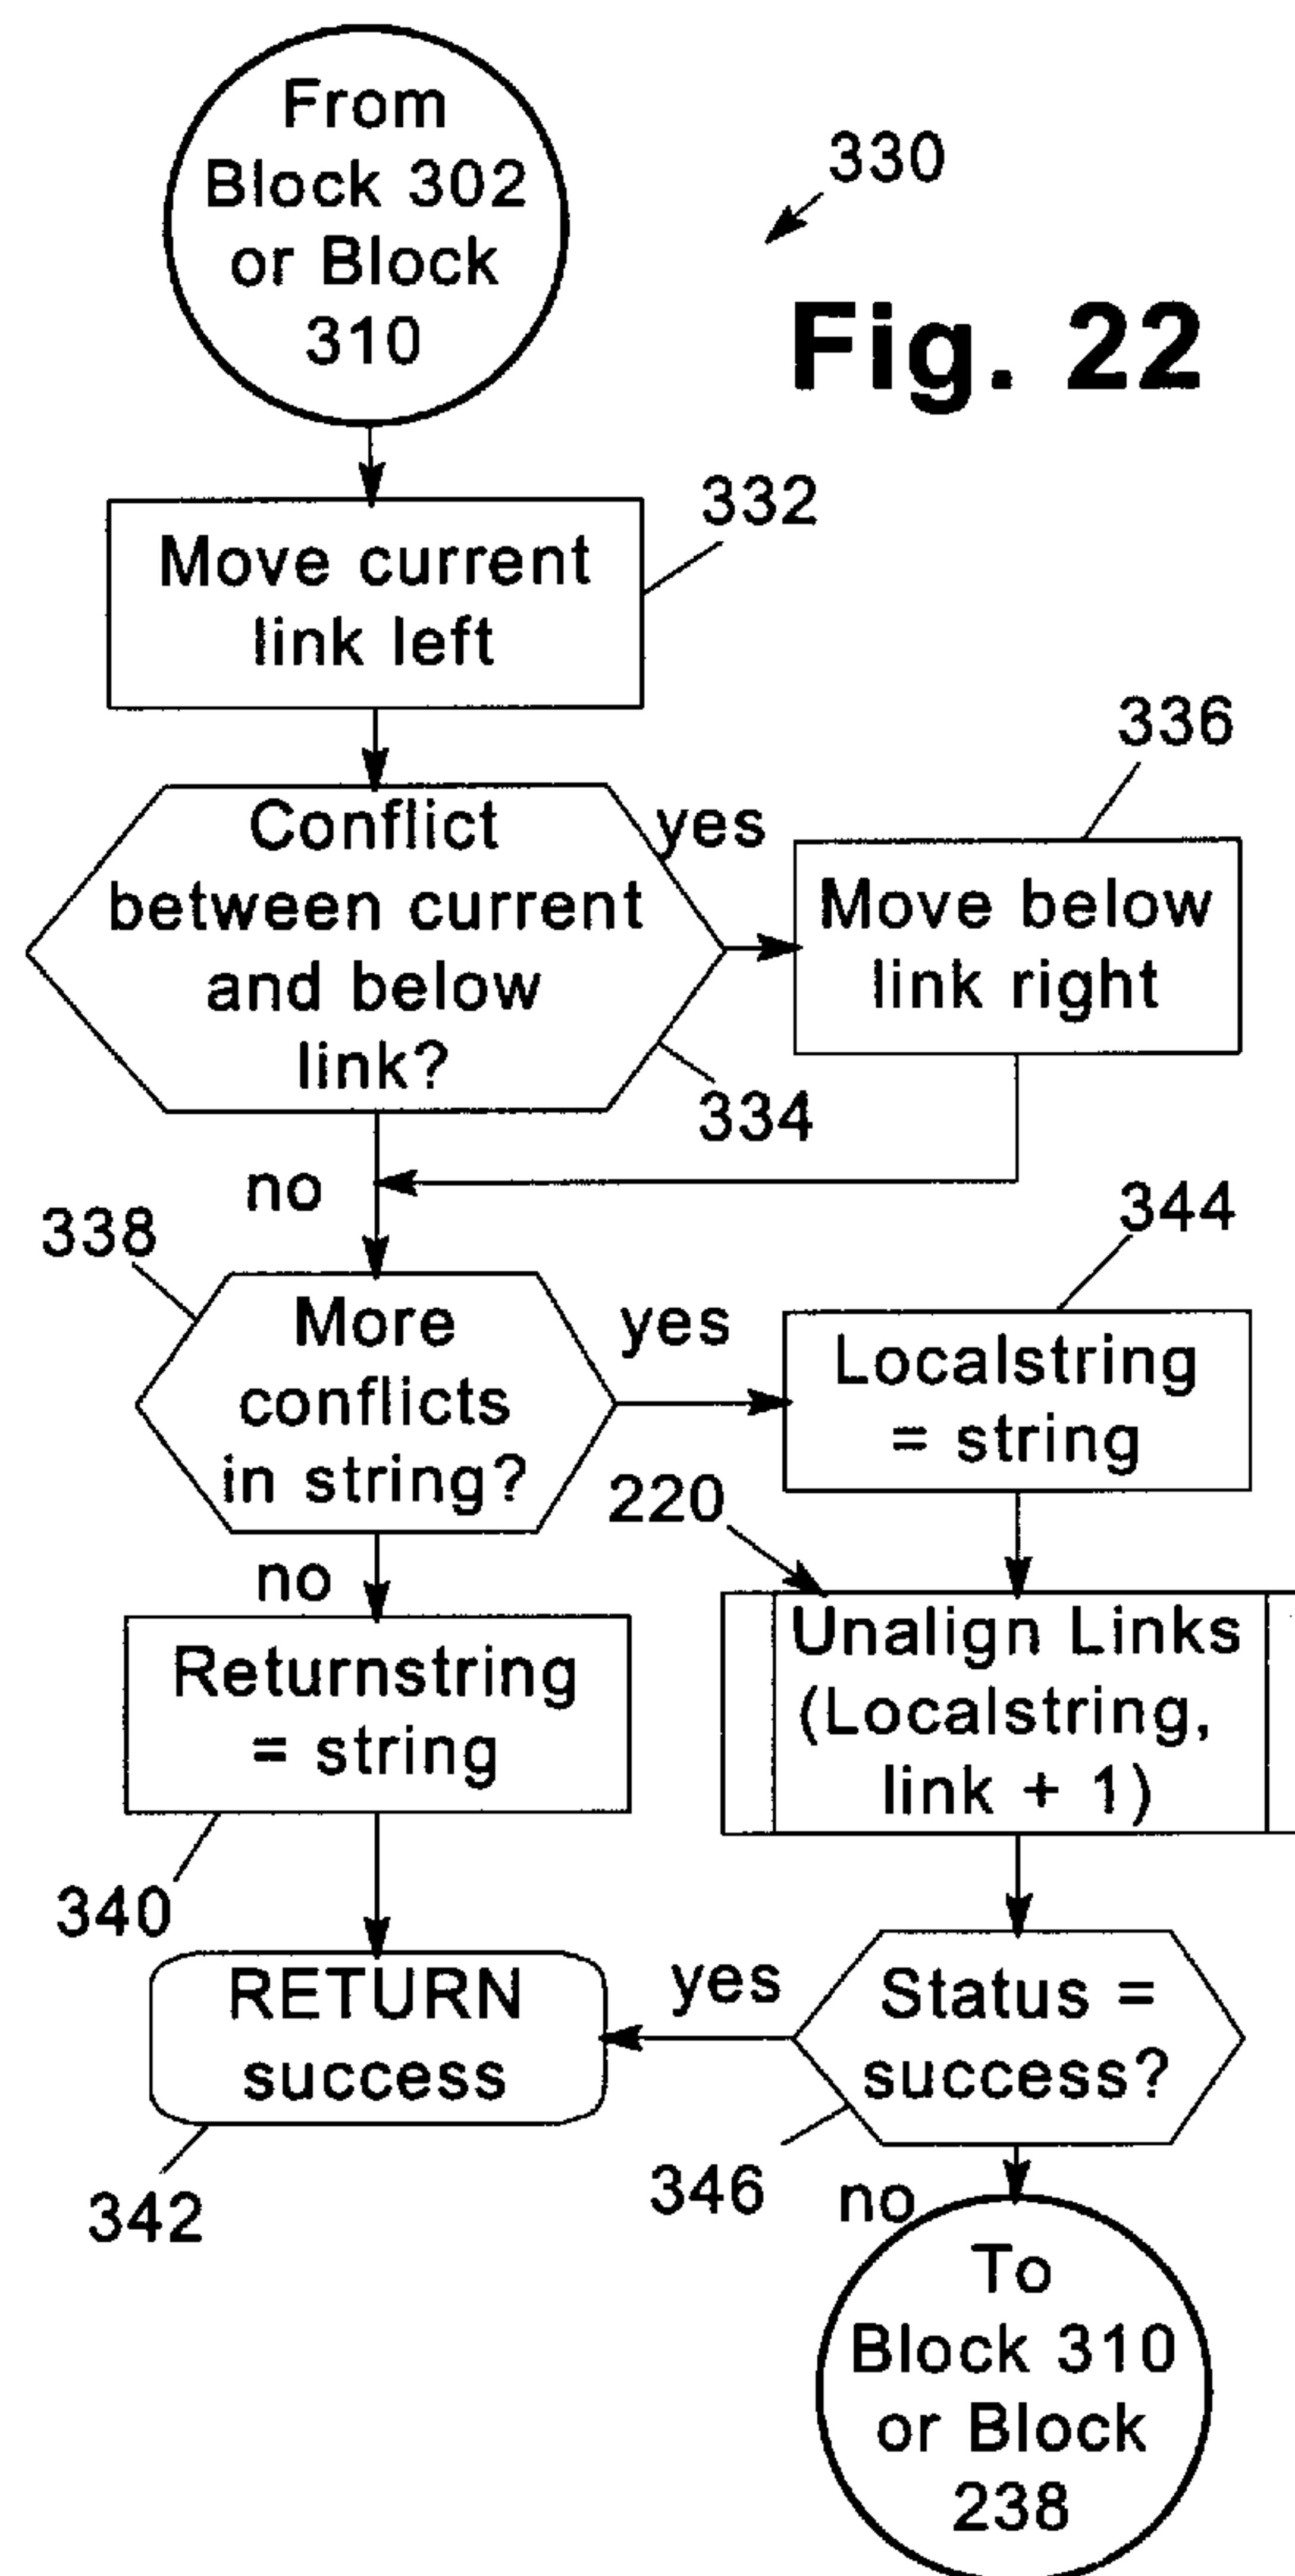 From
Block 302
or Block
310
330
Fig. 22
332
Move current
link left
336
Conflict
between current
and below
link?
yes
Move below
link right
334
no
338
344
More
conflicts
in string?
yes
Localstring
= string
220
no
Unalign Links
(Localstring,
link + 1)
Returnstring
= string
340
RETURN
success
yes
Status =
success?
342
346
no
To
Block 310
or Block
238